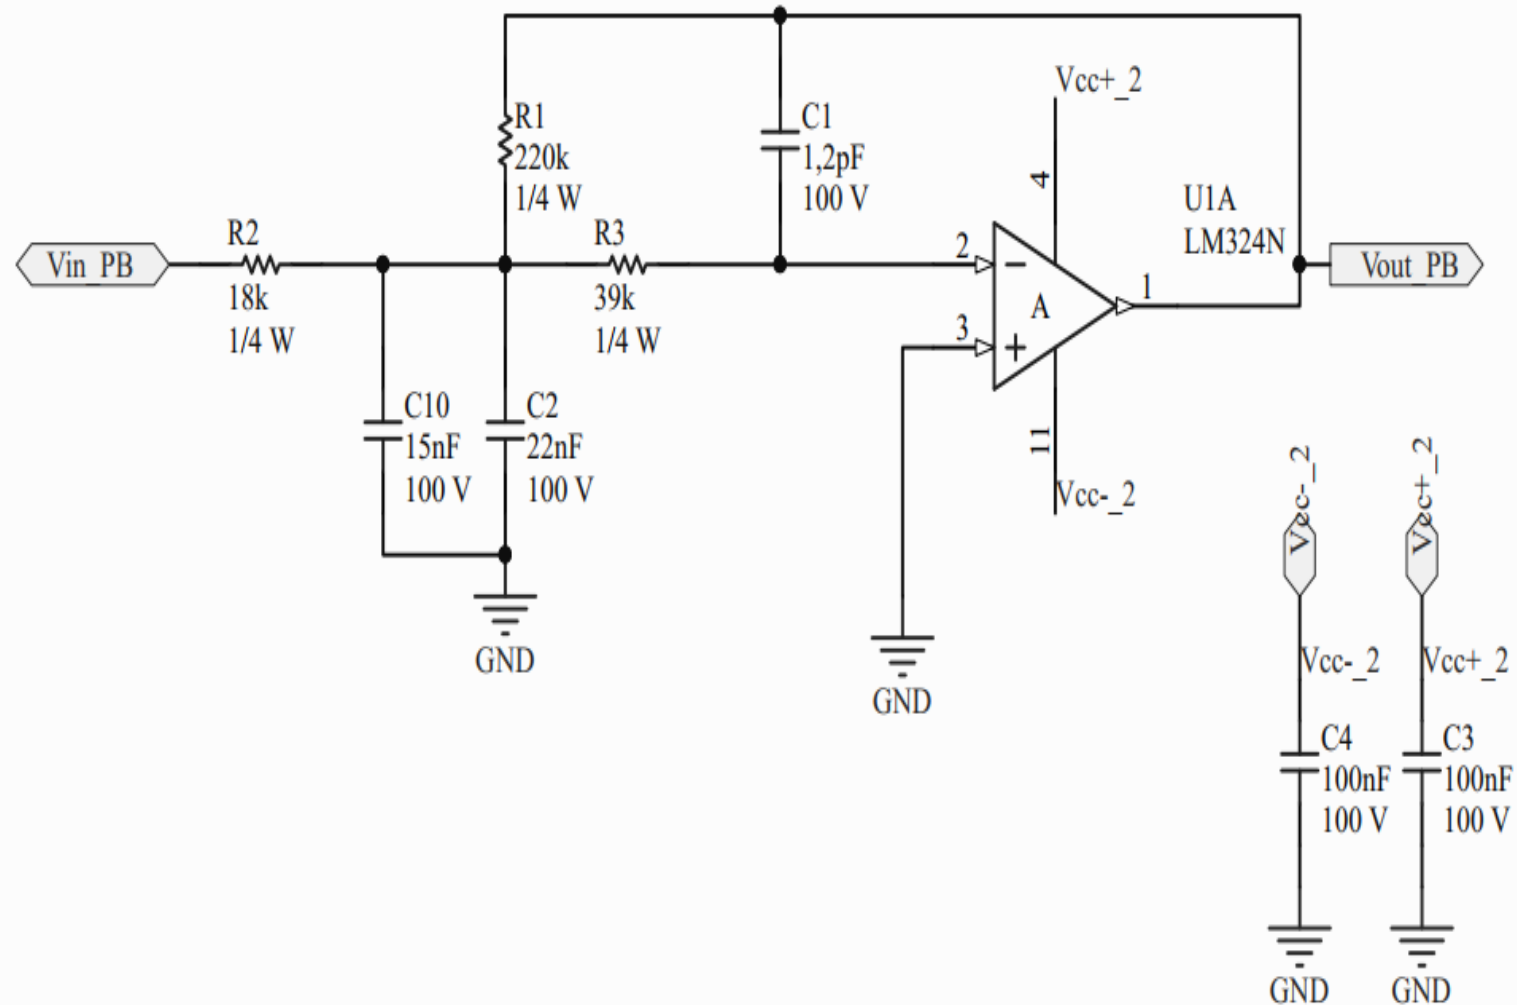 Vcc+_2
R1
220k
1/4 W
C1
1,2pF
100 V
4
U1A
LM324N
Vin_PB
R2
18k
1/4 W
R3
39k
1/4 W
2
3
A
1
Vout_PB
C10
15nF
100 V
C2
22nF
100 V
11
Vcc-_2
GND
GND
Vcc-_2
Vcc+_2
Vcc-_2
Vcc+_2
C4
100nF
100 V
C3
100nF
100 V
GND
GND